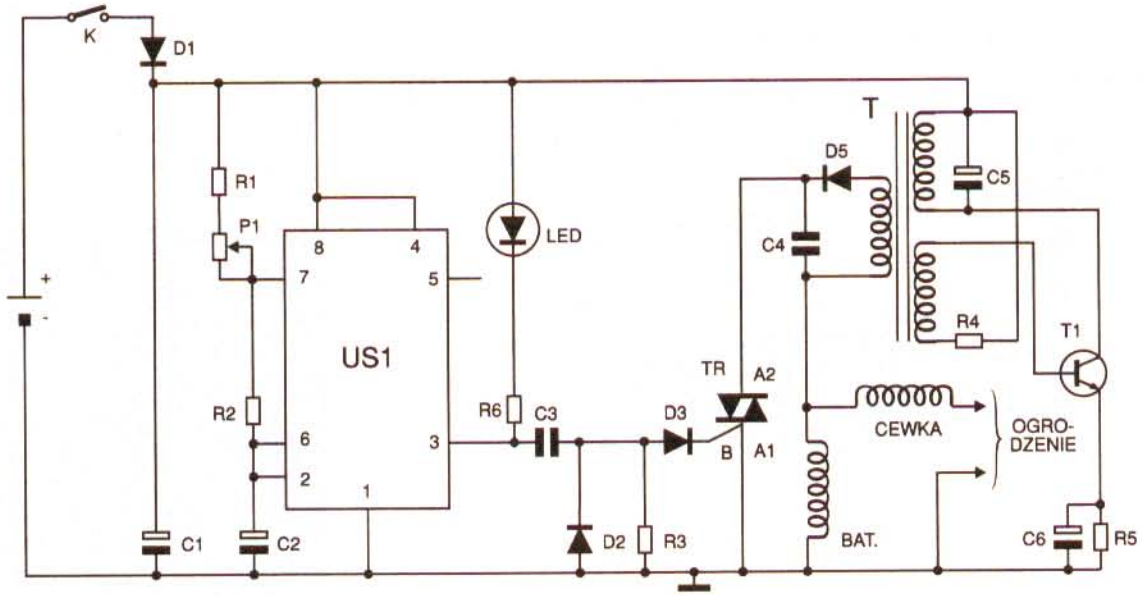 K
D1
T
R1
P1
D5
C5
LED
C4
8
4
7
5
+
-
US1
R4
T1
R2
R6
C3
TR
A2
D3
CEWKA
OGRO-
DZENIE
6
3
B
A1
2
1
C1
C2
D2
R3
BAT.
C6
R5